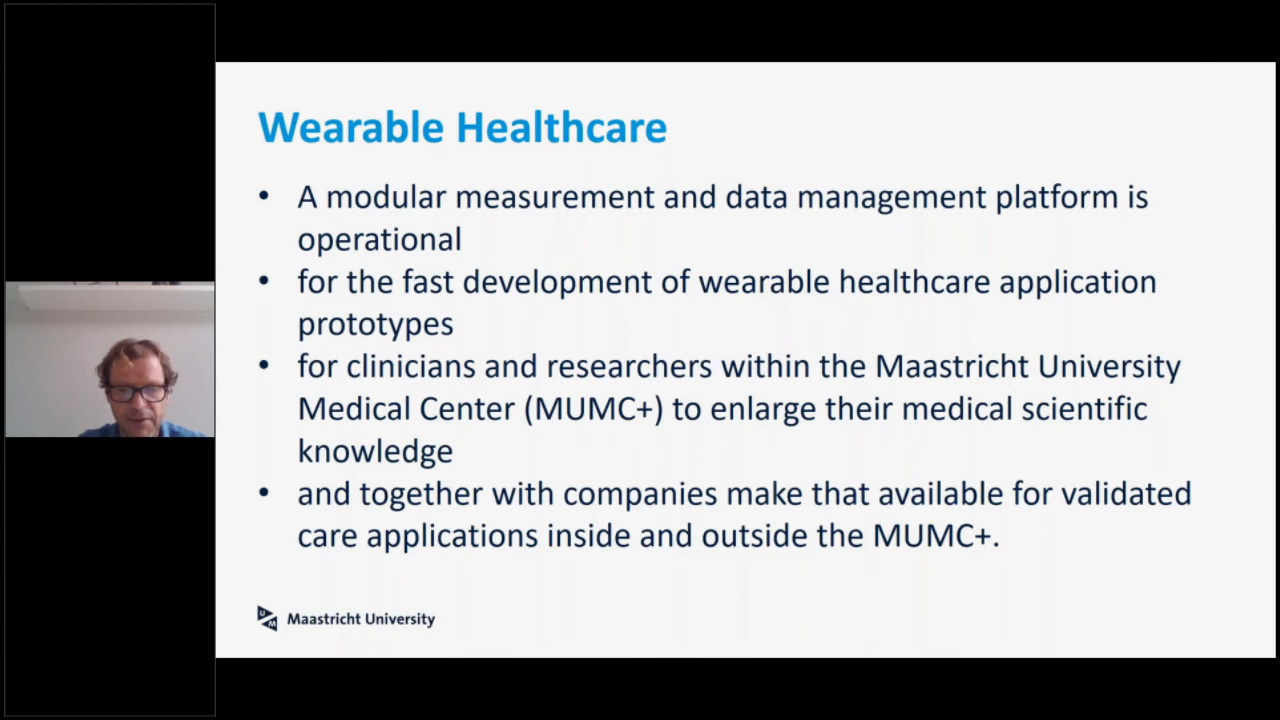 Wearable Healthcare
• A modular measurement and data management platform is
operational
• for the fast development of wearable healthcare application
prototypes
• for clinicians and researchers within the Maastricht University
Medical Center (MUMC+) to enlarge their medical scientific
knowledge
• and together with companies make that available for validated
care applications inside and outside the MUMC+.
U
M
Maastricht University